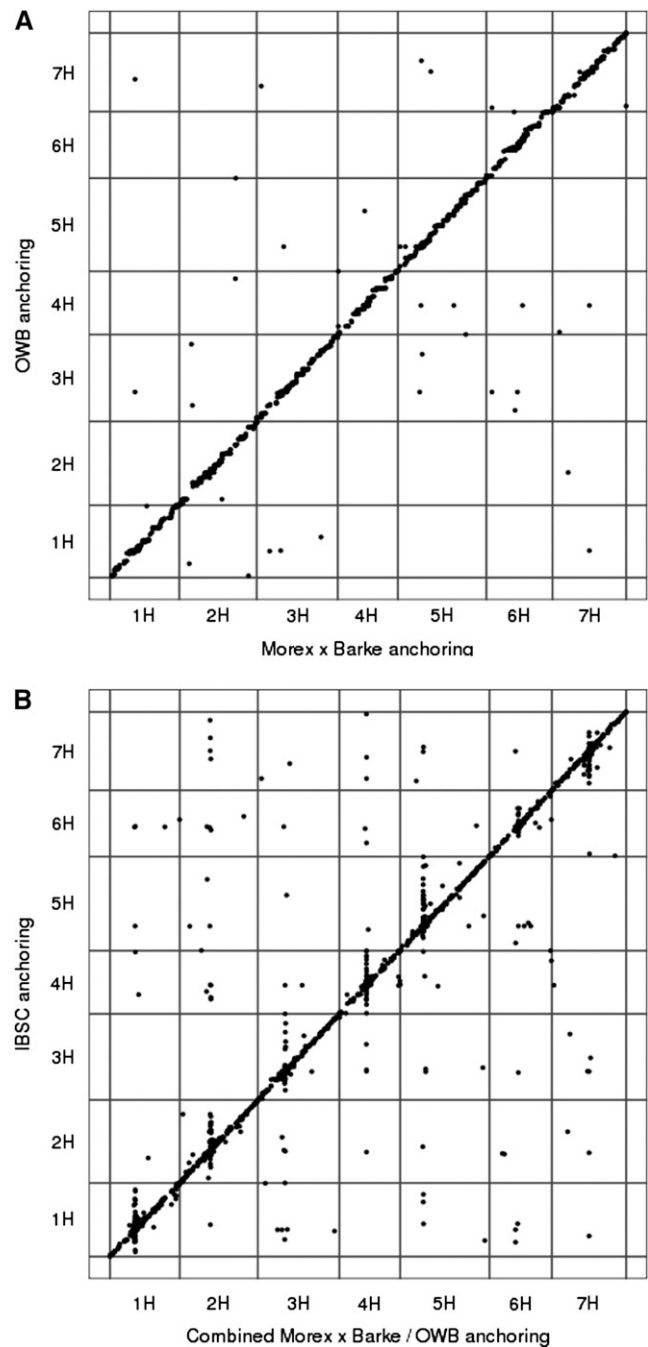 A
7H
6H
5H
4H
3H
2H
1H
OWB anchoring
1H 2H 3H 4H 5H 6H 7H
Morex x Barke anchoring
B
7H
6H
5H
4H
3H
2H
1H
IBSC anchoring
1H 2H 3H 4H 5H 6H 7H
Combined Morex x Barke / OWB anchoring